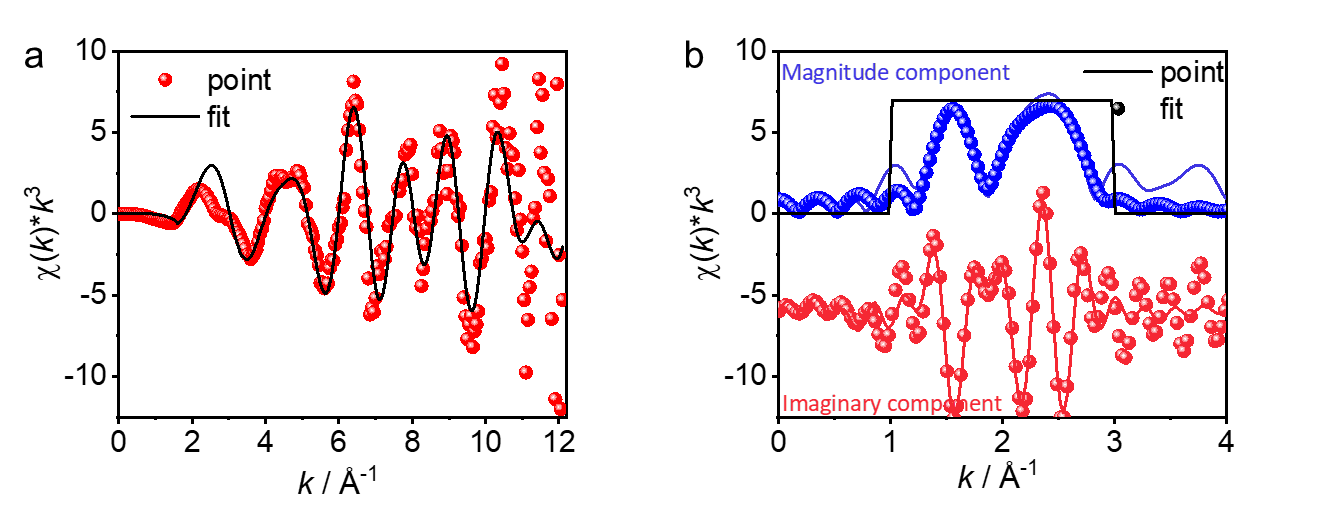 a
10
5
0
-5
-10
0 2 4 6 8 10 12
χ(k)*k³
k / Å⁻¹
point
fit
b
10
5
0
-5
-10
0 1 2 3 4
χ(k)*k³
k / Å⁻¹
Magnitude component
point
fit
Imaginary component